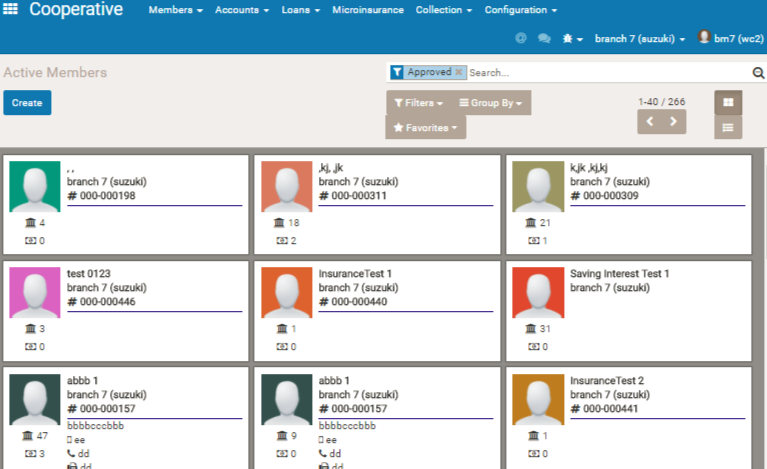 Cooperative
Members Accounts Loans Microinsurance Collection Configuration
branch 7 (suzuki) bm7 (wc2)
Active Members
Approved × Search...
Create
Filters Group By
1-40 / 266
Favorites
, ,
branch 7 (suzuki)
# 000-000198
4
0
,kj, ,jk
branch 7 (suzuki)
# 000-000311
18
2
k,jk ,kj,kj
branch 7 (suzuki)
# 000-000309
21
1
test 0123
branch 7 (suzuki)
# 000-000446
3
0
InsuranceTest 1
branch 7 (suzuki)
# 000-000440
1
0
Saving Interest Test 1
branch 7 (suzuki)
31
0
abbb 1
branch 7 (suzuki)
# 000-000157
bbbbcccbbb
47
ee
3
dd
dd
abbb 1
branch 7 (suzuki)
# 000-000157
bbbbcccbbb
9
ee
0
dd
dd
InsuranceTest 2
branch 7 (suzuki)
# 000-000441
1
0